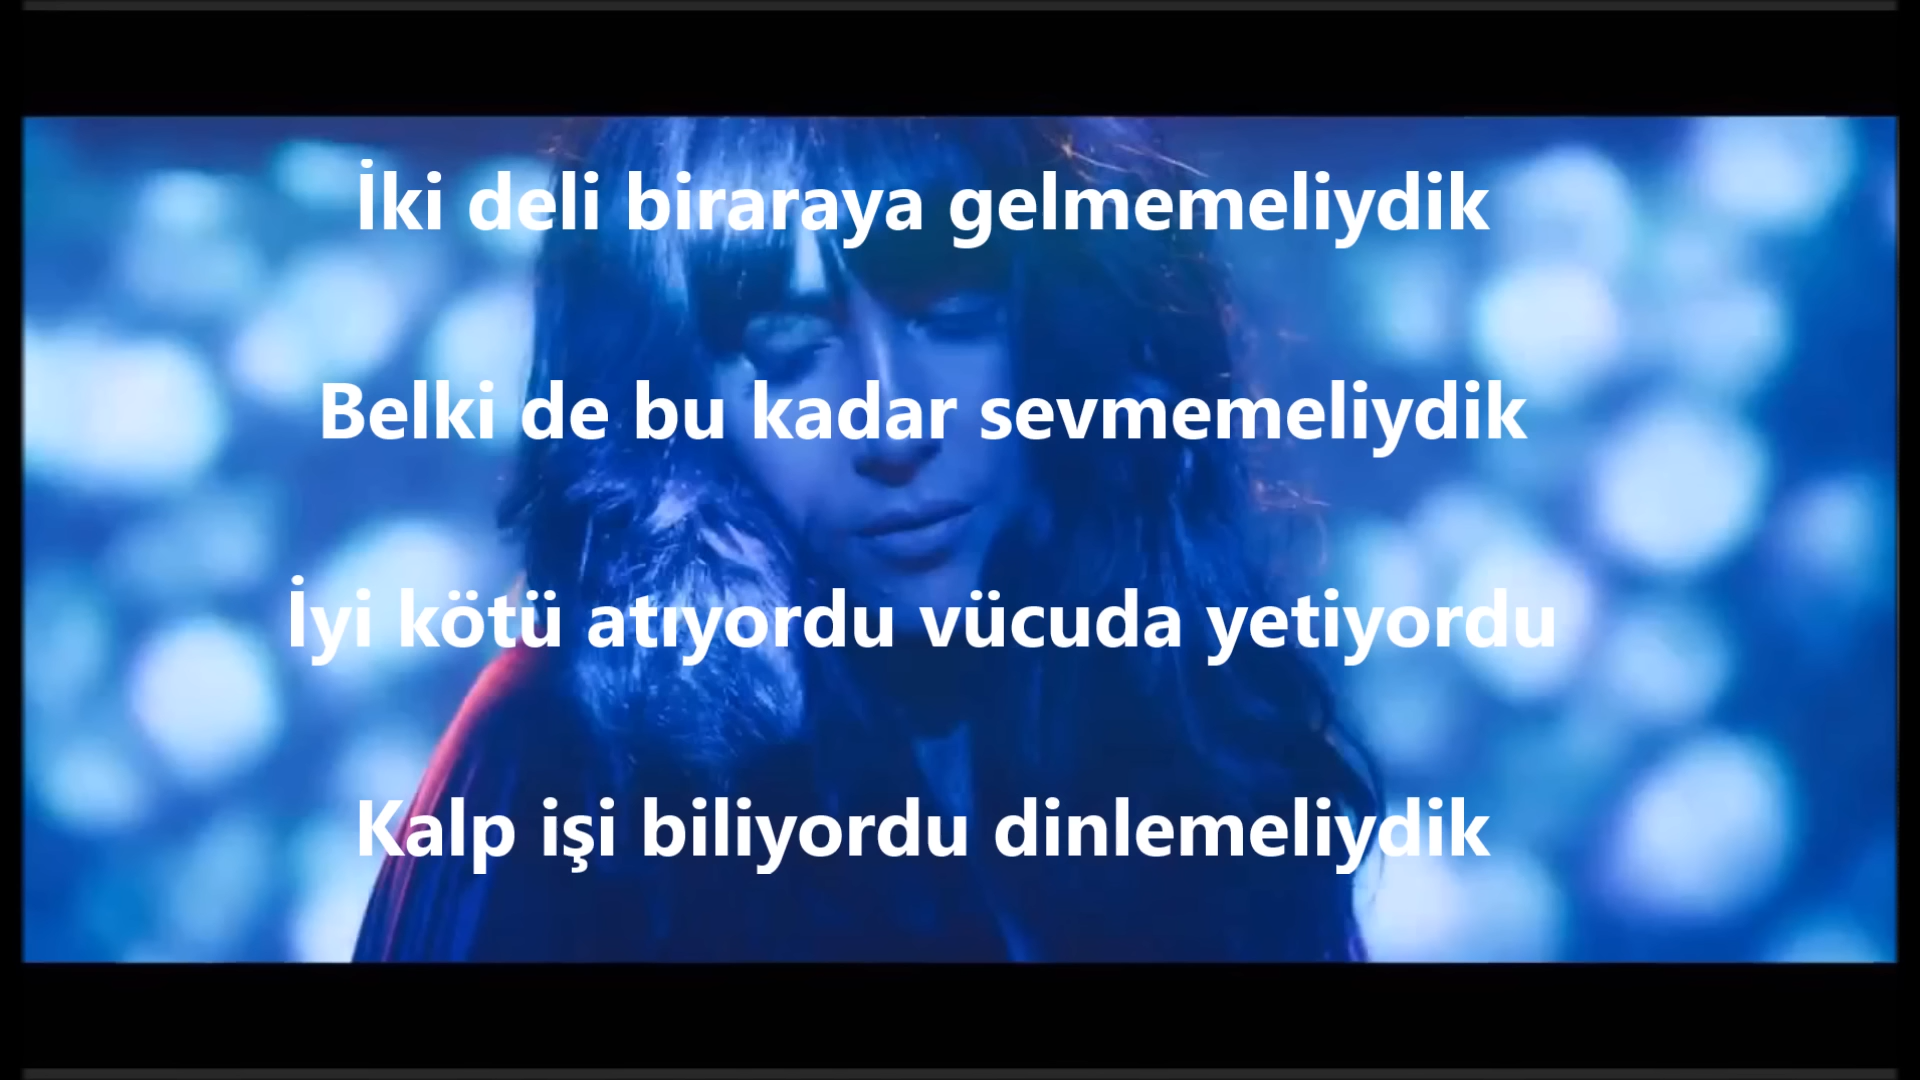 İki deli biraraya gelmemeliydik
Belki de bu kadar sevmemeliydik
İyi kötü atıyordu vücuda yetiyordu
Kalp işi biliyordu dinlemeliydik